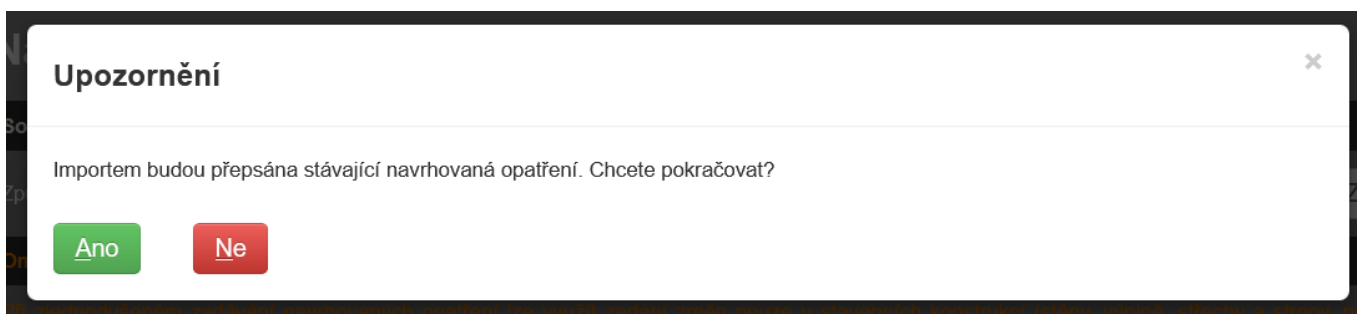 Upozornění
×
Importem budou přepsána stávající navrhovaná opatření. Chcete pokračovat?
Ano
Ne